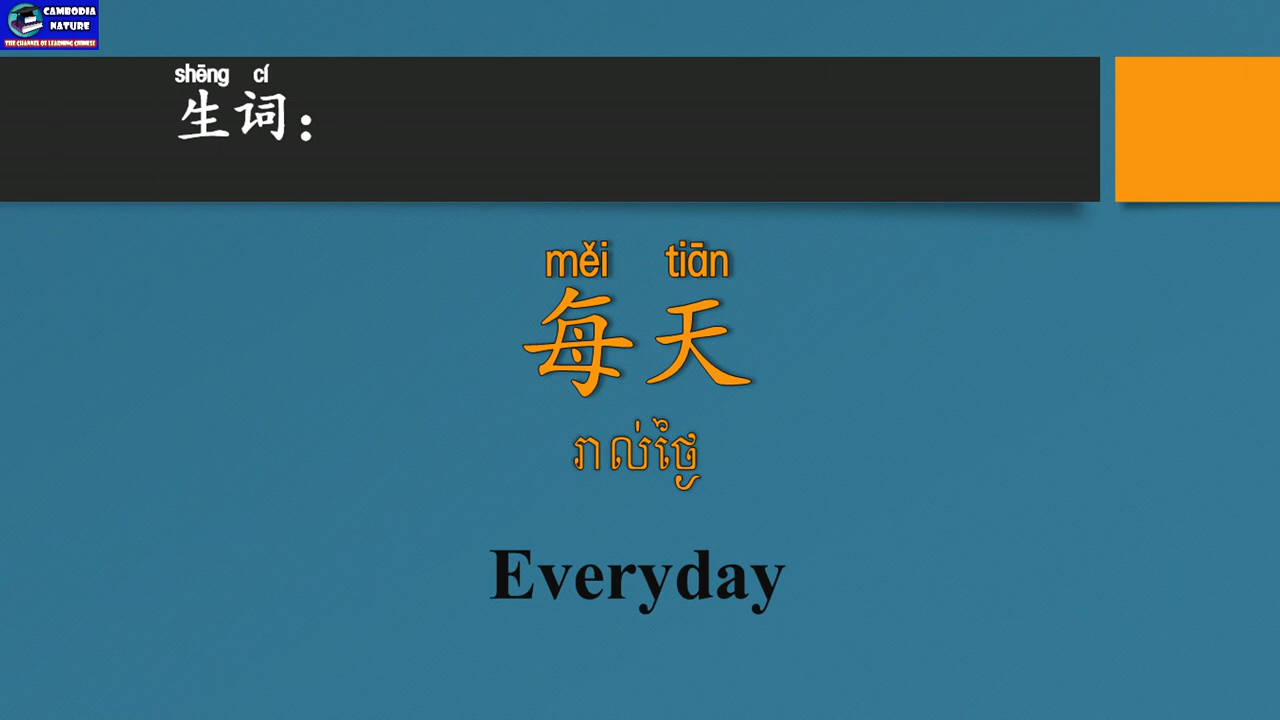 CAMBODIA
NATURE
THE CHANNEL OF LEARNING CHINESE
shēng cí
生词：
měi tiān
每天
រាល់ថ្ងៃ
Everyday